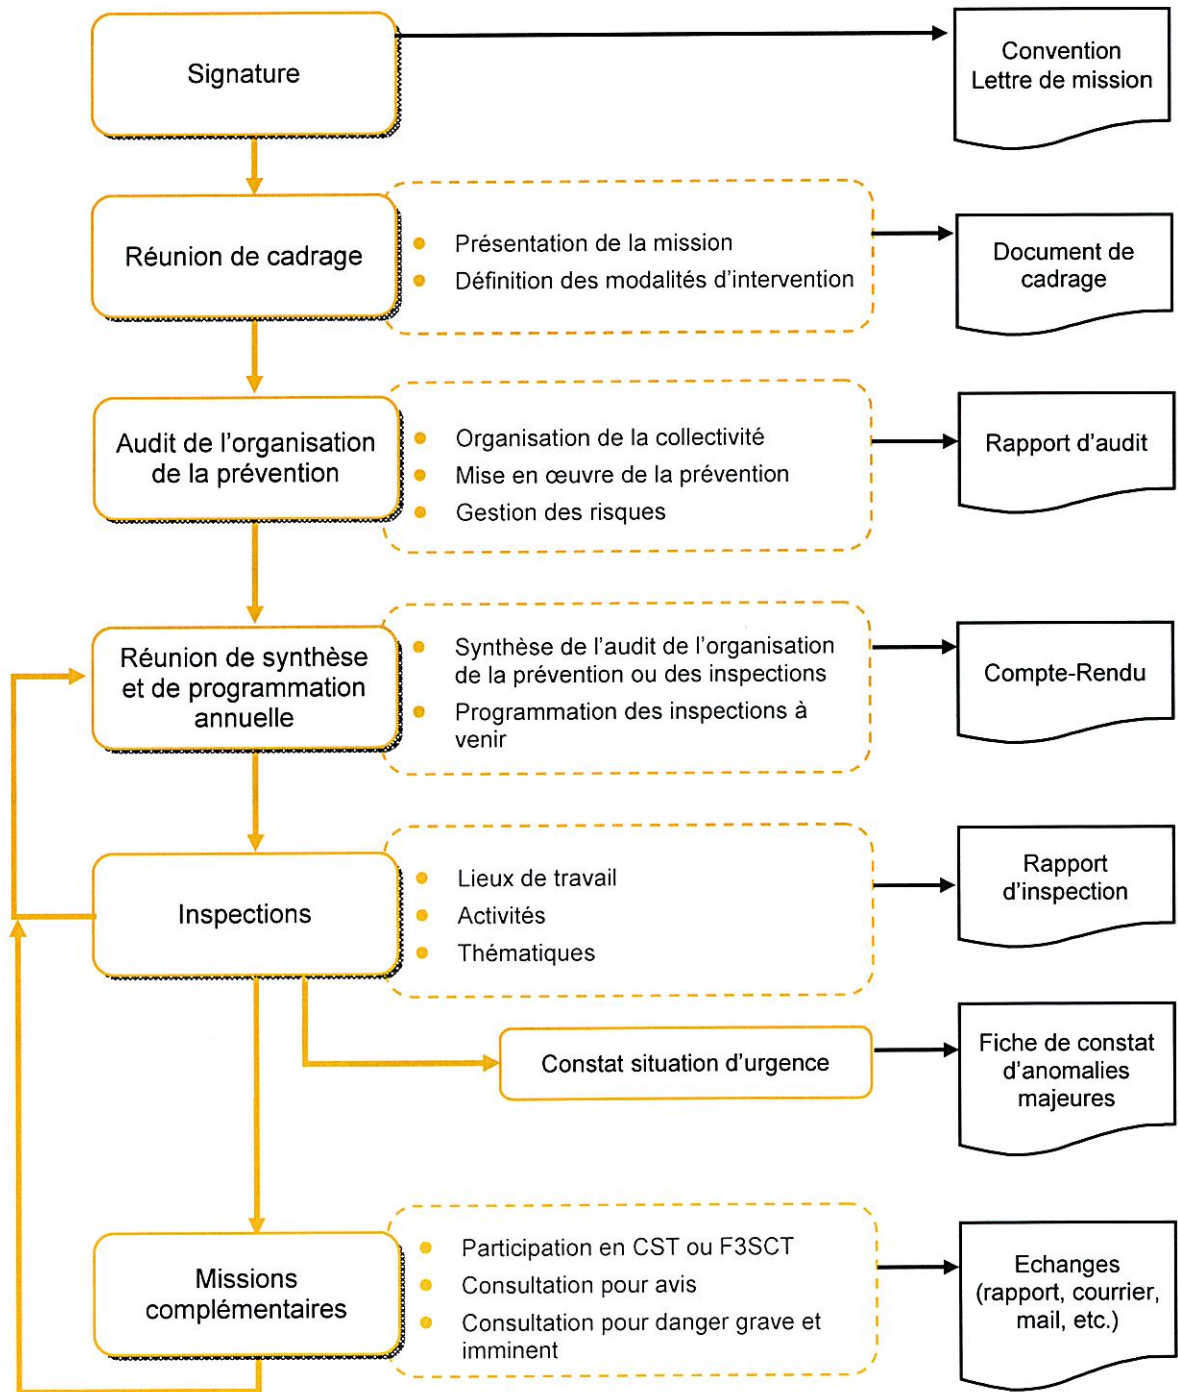 Signature
Convention
Lettre de mission
Réunion de cadrage
● Présentation de la mission
● Définition des modalités d'intervention
Document de
cadrage
Audit de l'organisation
de la prévention
● Organisation de la collectivité
● Mise en œuvre de la prévention
● Gestion des risques
Rapport d'audit
Réunion de synthèse
et de programmation
annuelle
● Synthèse de l'audit de l'organisation
de la prévention ou des inspections
● Programmation des inspections à
venir
Compte-Rendu
Inspections
● Lieux de travail
● Activités
● Thématiques
Rapport
d'inspection
Constat situation d'urgence
Fiche de constat
d'anomalies
majeures
Missions
complémentaires
● Participation en CST ou F3SCT
● Consultation pour avis
● Consultation pour danger grave et
imminent
Echanges
(rapport, courrier,
mail, etc.)